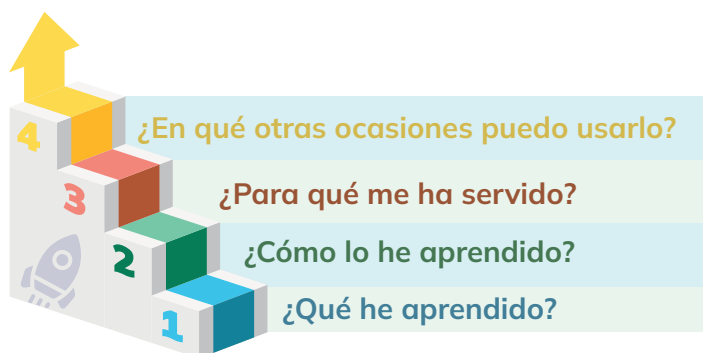 4 ¿En qué otras ocasiones puedo usarlo?
3 ¿Para qué me ha servido?
2 ¿Cómo lo he aprendido?
1 ¿Qué he aprendido?